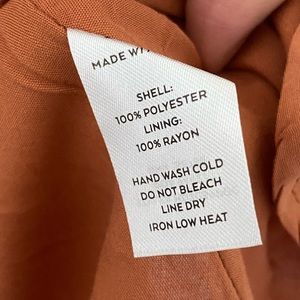 MADE W
SHELL:
100% POLYESTER
LINING:
100% RAYON
HAND WASH COLD
DO NOT BLEACH
LINE DRY
IRON LOW HEAT